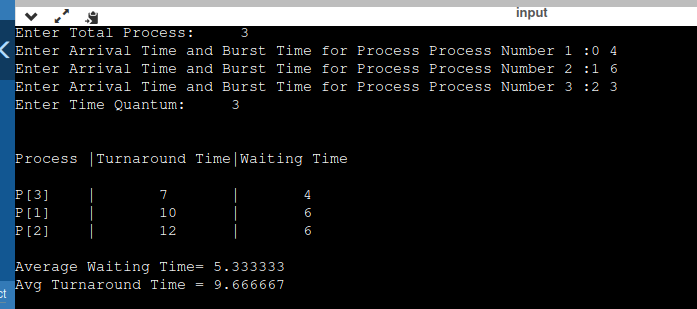 input
Enter Total Process: 3
Enter Arrival Time and Burst Time for Process Process Number 1 :0 4
Enter Arrival Time and Burst Time for Process Process Number 2 :1 6
Enter Arrival Time and Burst Time for Process Process Number 3 :2 3
Enter Time Quantum: 3
Process |Turnaround Time|Waiting Time
P[3] | 7 | 4
P[1] | 10 | 6
P[2] | 12 | 6
Average Waiting Time= 5.333333
Avg Turnaround Time = 9.666667
ct